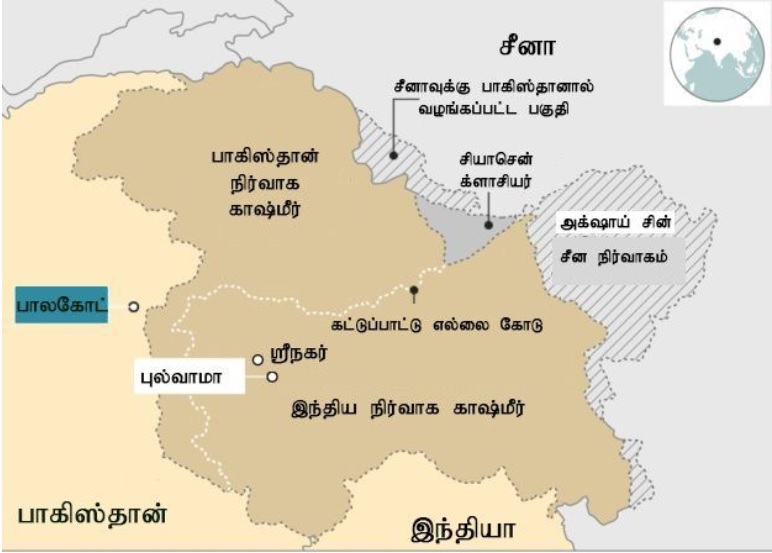 சீனா
சீனாவுக்கு பாகிஸ்தானால்
வழங்கப்பட்ட பகுதி
பாகிஸ்தான்
நிர்வாக
காஷ்மீர்
சியாசென்
க்ளாசியர்
அக்ஷாய் சின்
சீன நிர்வாகம்
பாலகோட்
கட்டுப்பாட்டு எல்லை கோடு
ஸ்ரீநகர்
புல்வாமா
இந்திய நிர்வாக காஷ்மீர்
பாகிஸ்தான்
இந்தியா